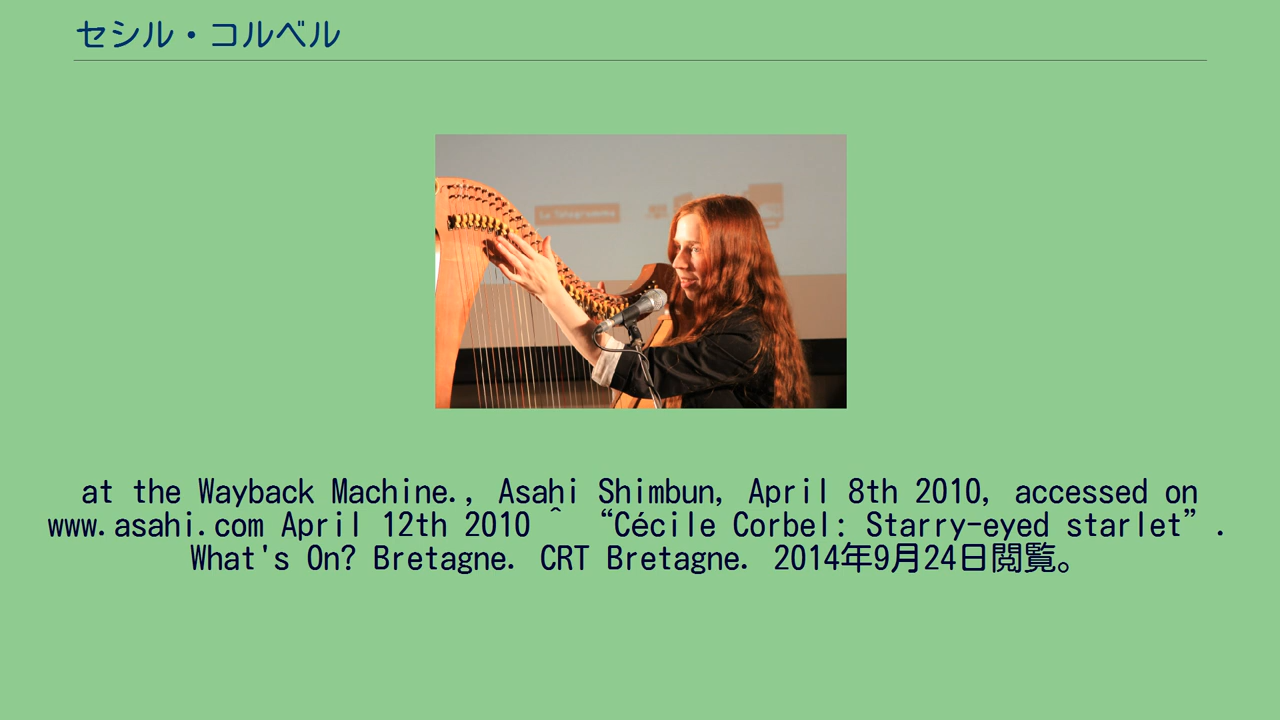 セシル・コルベル
Le Telegramme
at the Wayback Machine., Asahi Shimbun, April 8th 2010, accessed on
www.asahi.com April 12th 2010 ^ “Cécile Corbel: Starry-eyed starlet”.
What's On? Bretagne. CRT Bretagne. 2014年9月24日閲覧。